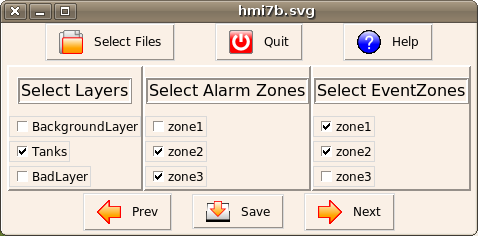 hmi7b.svg
Select Files Quit Help
Select Layers Select Alarm Zones Select EventZones
BackgroundLayer zone1 zone1
Tanks zone2 zone2
BadLayer zone3 zone3
Prev Save Next